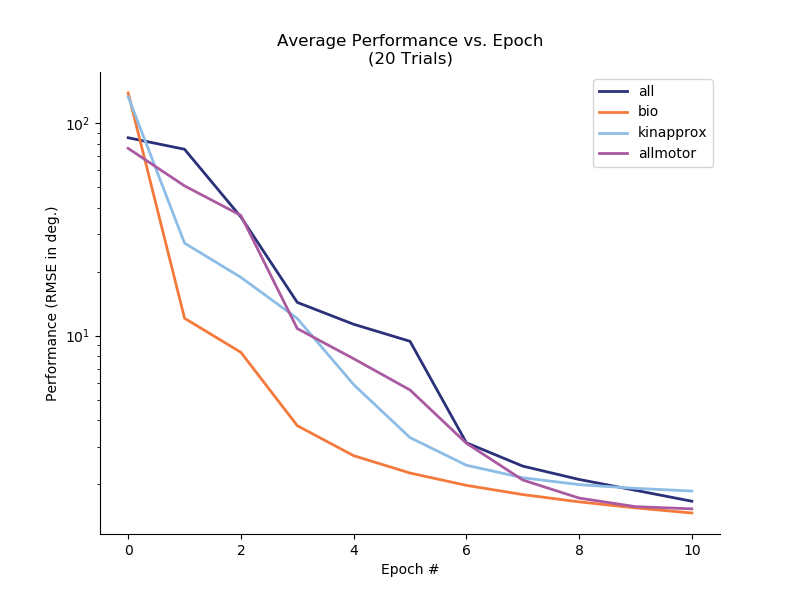 Average Performance vs. Epoch
(20 Trials)
all
bio
kinapprox
allmotor
10²
10¹
Performance (RMSE in deg.)
0 2 4 6 8 10
Epoch #